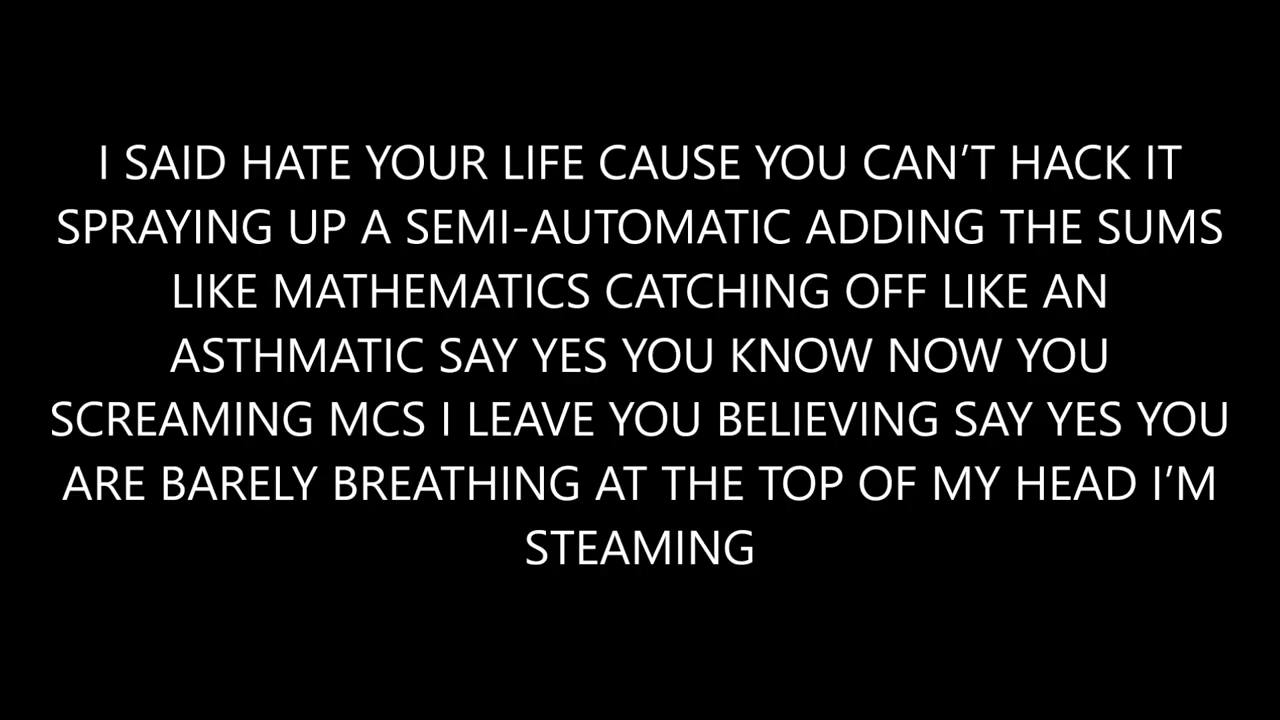 I SAID HATE YOUR LIFE CAUSE YOU CAN’T HACK IT
SPRAYING UP A SEMI-AUTOMATIC ADDING THE SUMS
LIKE MATHEMATICS CATCHING OFF LIKE AN
ASTHMATIC SAY YES YOU KNOW NOW YOU
SCREAMING MCS I LEAVE YOU BELIEVING SAY YES YOU
ARE BARELY BREATHING AT THE TOP OF MY HEAD I’M
STEAMING